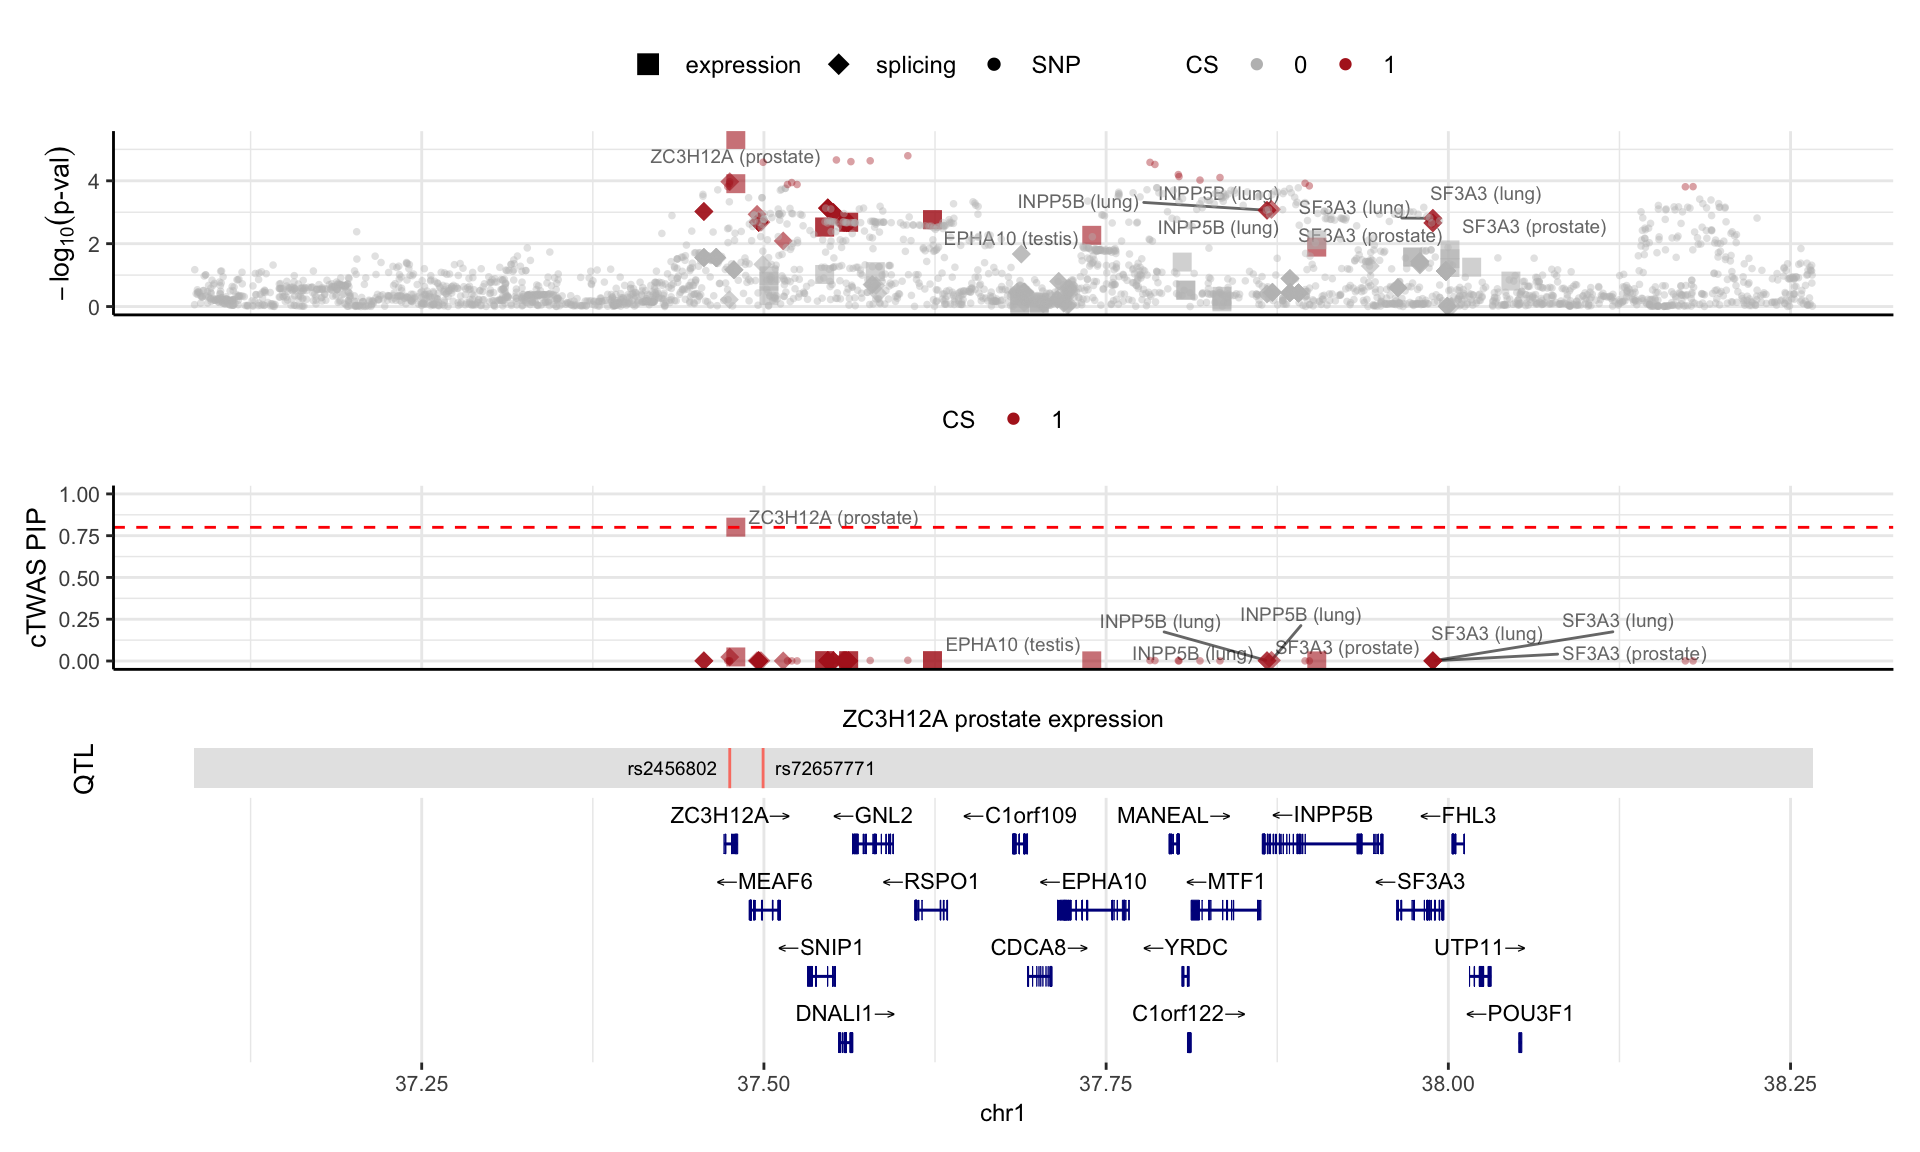 expression splicing SNP CS 0 1
−log10(p-val)
4
2
0
ZC3H12A (prostate)
INPP5B (lung)
INPP5B (lung)
INPP5B (lung)
EPHA10 (testis)
SF3A3 (lung)
SF3A3 (lung)
SF3A3 (prostate)
SF3A3 (prostate)
CS 1
cTWAS PIP
1.00
0.75
0.50
0.25
0.00
ZC3H12A (prostate)
EPHA10 (testis)
INPP5B (lung)
INPP5B (lung)
INPP5B (lung)
SF3A3 (prostate)
SF3A3 (lung)
SF3A3 (lung)
SF3A3 (prostate)
ZC3H12A prostate expression
QTL
rs2456802 rs72657771
ZC3H12A→ ←GNL2 ←C1orf109 MANEAL→ ←INPP5B ←FHL3
←MEAF6 ←RSPO1 ←EPHA10 ←MTF1 ←SF3A3
←SNIP1 CDCA8→ ←YRDC UTP11→
DNALI1→ C1orf122→ ←POU3F1
37.25 37.50 37.75 38.00 38.25
chr1